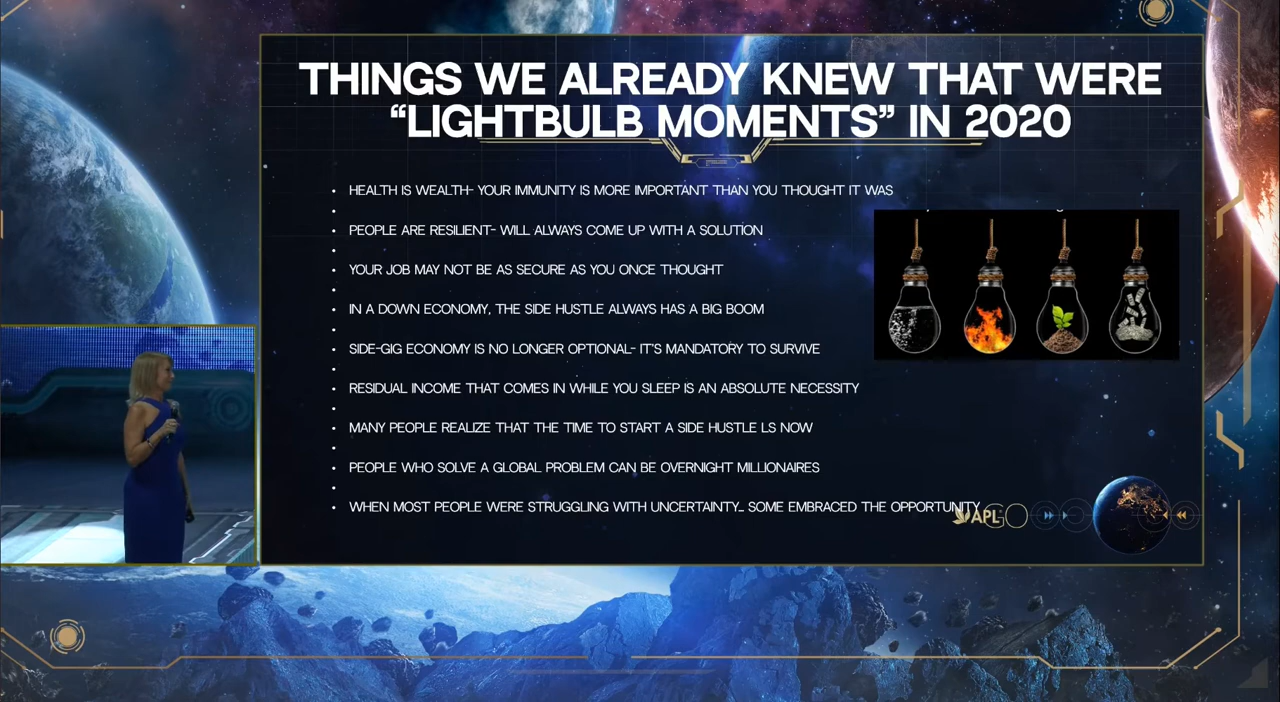 THINGS WE ALREADY KNEW THAT WERE
“LIGHTBULB MOMENTS” IN 2020
• HEALTH IS WEALTH- YOUR IMMUNITY IS MORE IMPORTANT THAN YOU THOUGHT IT WAS
•
• PEOPLE ARE RESILIENT- WILL ALWAYS COME UP WITH A SOLUTION
•
• YOUR JOB MAY NOT BE AS SECURE AS YOU ONCE THOUGHT
•
• IN A DOWN ECONOMY, THE SIDE HUSTLE ALWAYS HAS A BIG BOOM
•
• SIDE-GIG ECONOMY IS NO LONGER OPTIONAL- IT'S MANDATORY TO SURVIVE
•
• RESIDUAL INCOME THAT COMES IN WHILE YOU SLEEP IS AN ABSOLUTE NECESSITY
•
• MANY PEOPLE REALIZE THAT THE TIME TO START A SIDE HUSTLE LS NOW
•
• PEOPLE WHO SOLVE A GLOBAL PROBLEM CAN BE OVERNIGHT MILLIONAIRES
•
• WHEN MOST PEOPLE WERE STRUGGLING WITH UNCERTAINTY... SOME EMBRACED THE OPPORTUNITY
APLGO